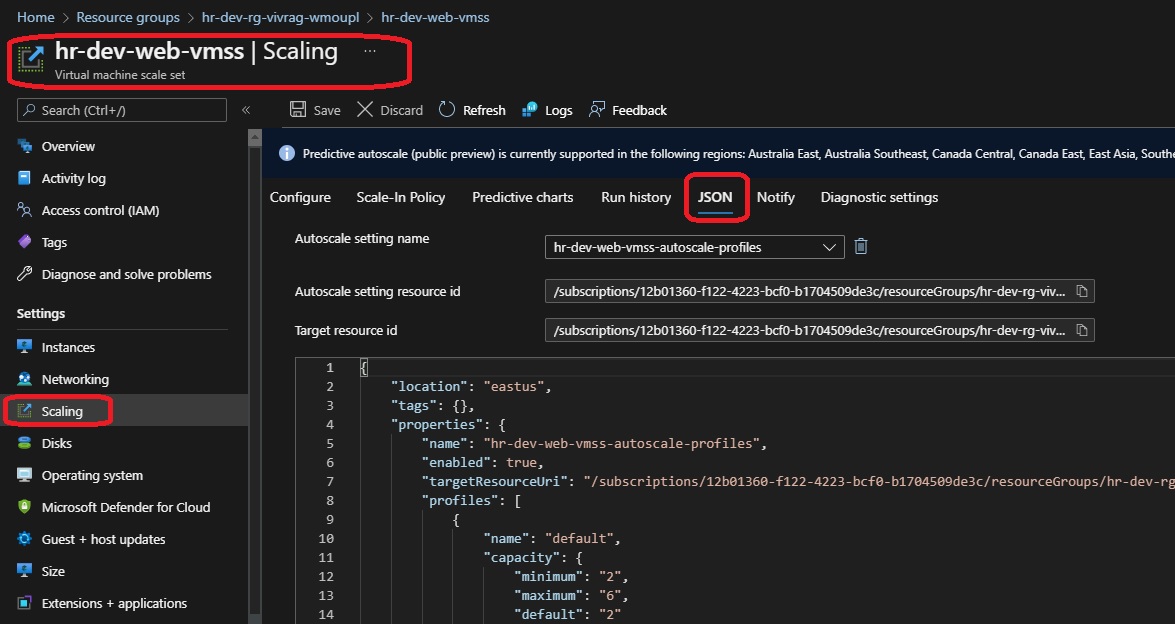 Home > Resource groups > hr-dev-rg-vivrag-wmoupl > hr-dev-web-vmss
hr-dev-web-vmss | Scaling ...
Virtual machine scale set
Search (Ctrl+/)
«
Save
Discard
Refresh
Logs
Feedback
Overview
Activity log
Access control (IAM)
Tags
Diagnose and solve problems
Settings
Instances
Networking
Scaling
Disks
Operating system
Microsoft Defender for Cloud
Guest + host updates
Size
Extensions + applications
Predictive autoscale (public preview) is currently supported in the following regions: Australia East, Australia Southeast, Canada Central, Canada East, East Asia, Southe
Configure
Scale-In Policy
Predictive charts
Run history
JSON
Notify
Diagnostic settings
Autoscale setting name
hr-dev-web-vmss-autoscale-profiles
Autoscale setting resource id
/subscriptions/12b01360-f122-4223-bcf0-b1704509de3c/resourceGroups/hr-dev-rg-viv...
Target resource id
/subscriptions/12b01360-f122-4223-bcf0-b1704509de3c/resourceGroups/hr-dev-rg-viv...
1 {
2 "location": "eastus",
3 "tags": {},
4 "properties": {
5 "name": "hr-dev-web-vmss-autoscale-profiles",
6 "enabled": true,
7 "targetResourceUri": "/subscriptions/12b01360-f122-4223-bcf0-b1704509de3c/resourceGroups/hr-dev-rg
8 "profiles": [
9 {
10 "name": "default",
11 "capacity": {
12 "minimum": "2",
13 "maximum": "6",
14 "default": "2"